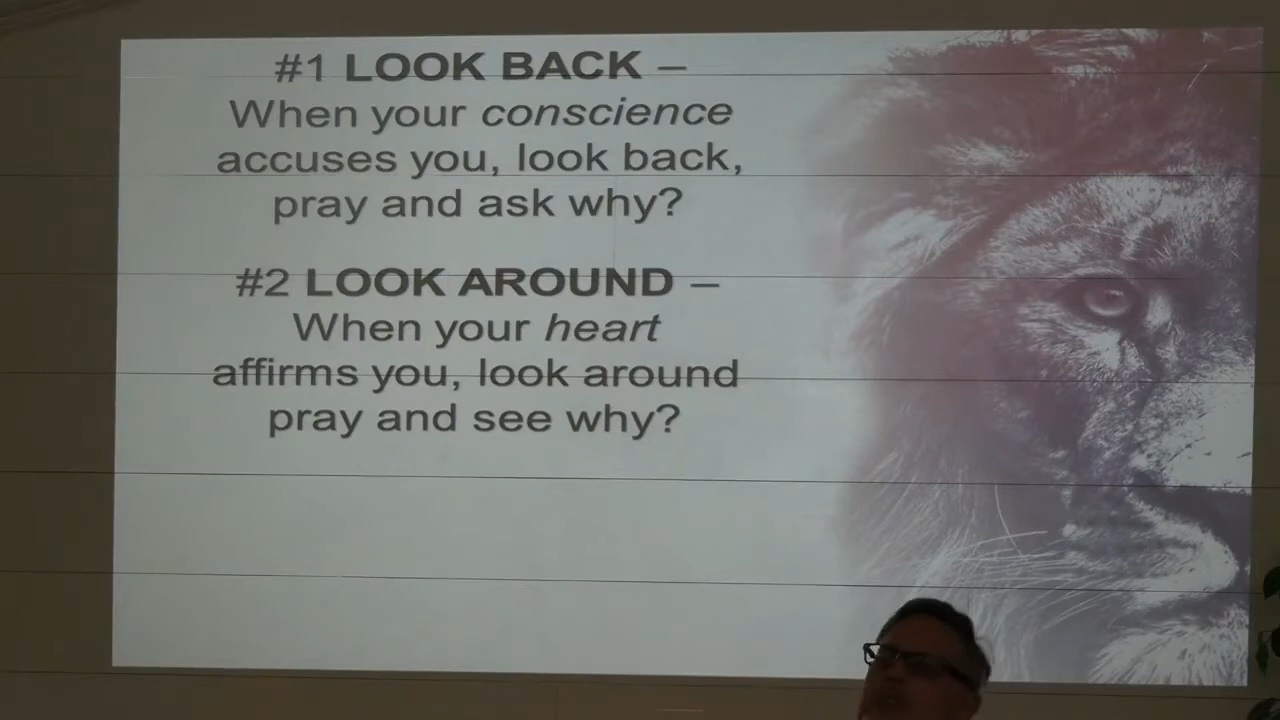 #1 LOOK BACK –
When your conscience
accuses you, look back,
pray and ask why?
#2 LOOK AROUND –
When your heart
affirms you, look around
pray and see why?